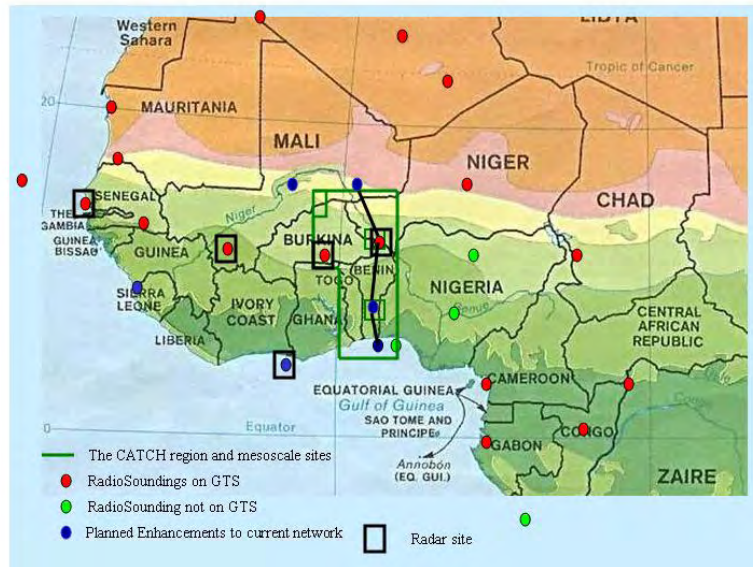 Western
Sahara
LIBYA
Tropic of Cancer
20
MAURITANIA
MALI
NIGER
CHAD
SENEGAL
THE
GAMBIA
GUINEA
BISSAU
Niger
GUINEA
BURKINA
BENIN
TOGO
NIGERIA
Benue
SIERRA
LEONE
IVORY
COAST
GHANA
LIBERIA
CENTRAL
AFRICAN
REPUBLIC
CAMEROON
EQUATORIAL GUINEA
Gulf of Guinea
SAO TOME AND
PRINCIPE
0
Equator
GABON
CONGO
ZAIRE
Annobón
(EQ. GUI.)
The CATCH region and mesoscale sites
RadioSoundings on GTS
RadioSounding not on GTS
Planned Enhancements to current network
Radar site